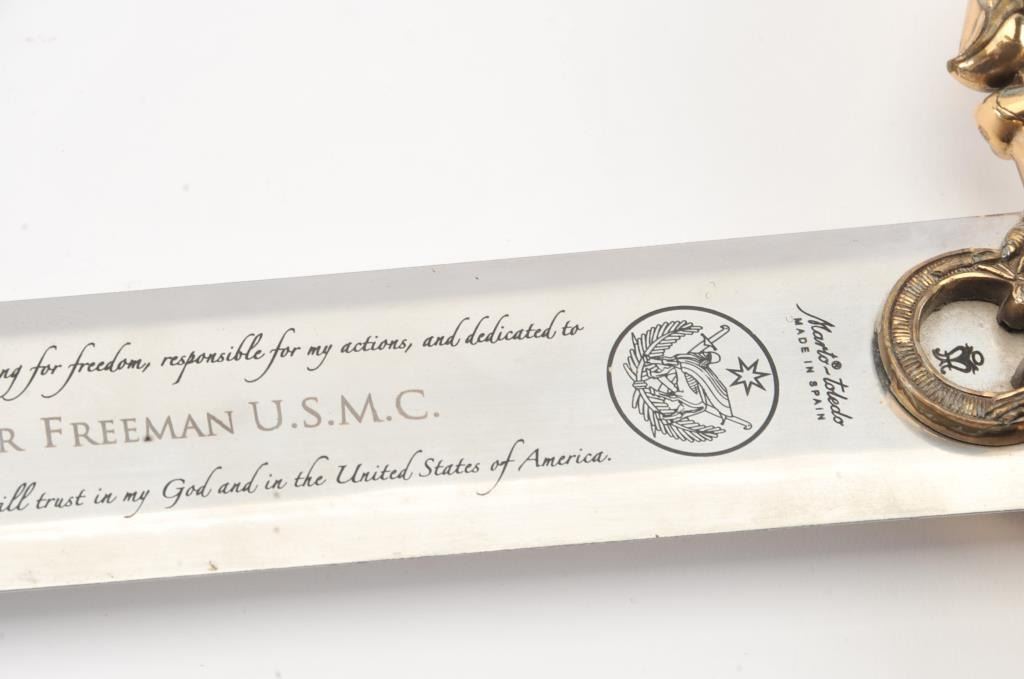 ng for freedom, responsible for my actions, and dedicated to
R FREEMAN U.S.M.C.
ill trust in my God and in the United States of America.
Marto®-toledo
MADE IN SPAIN